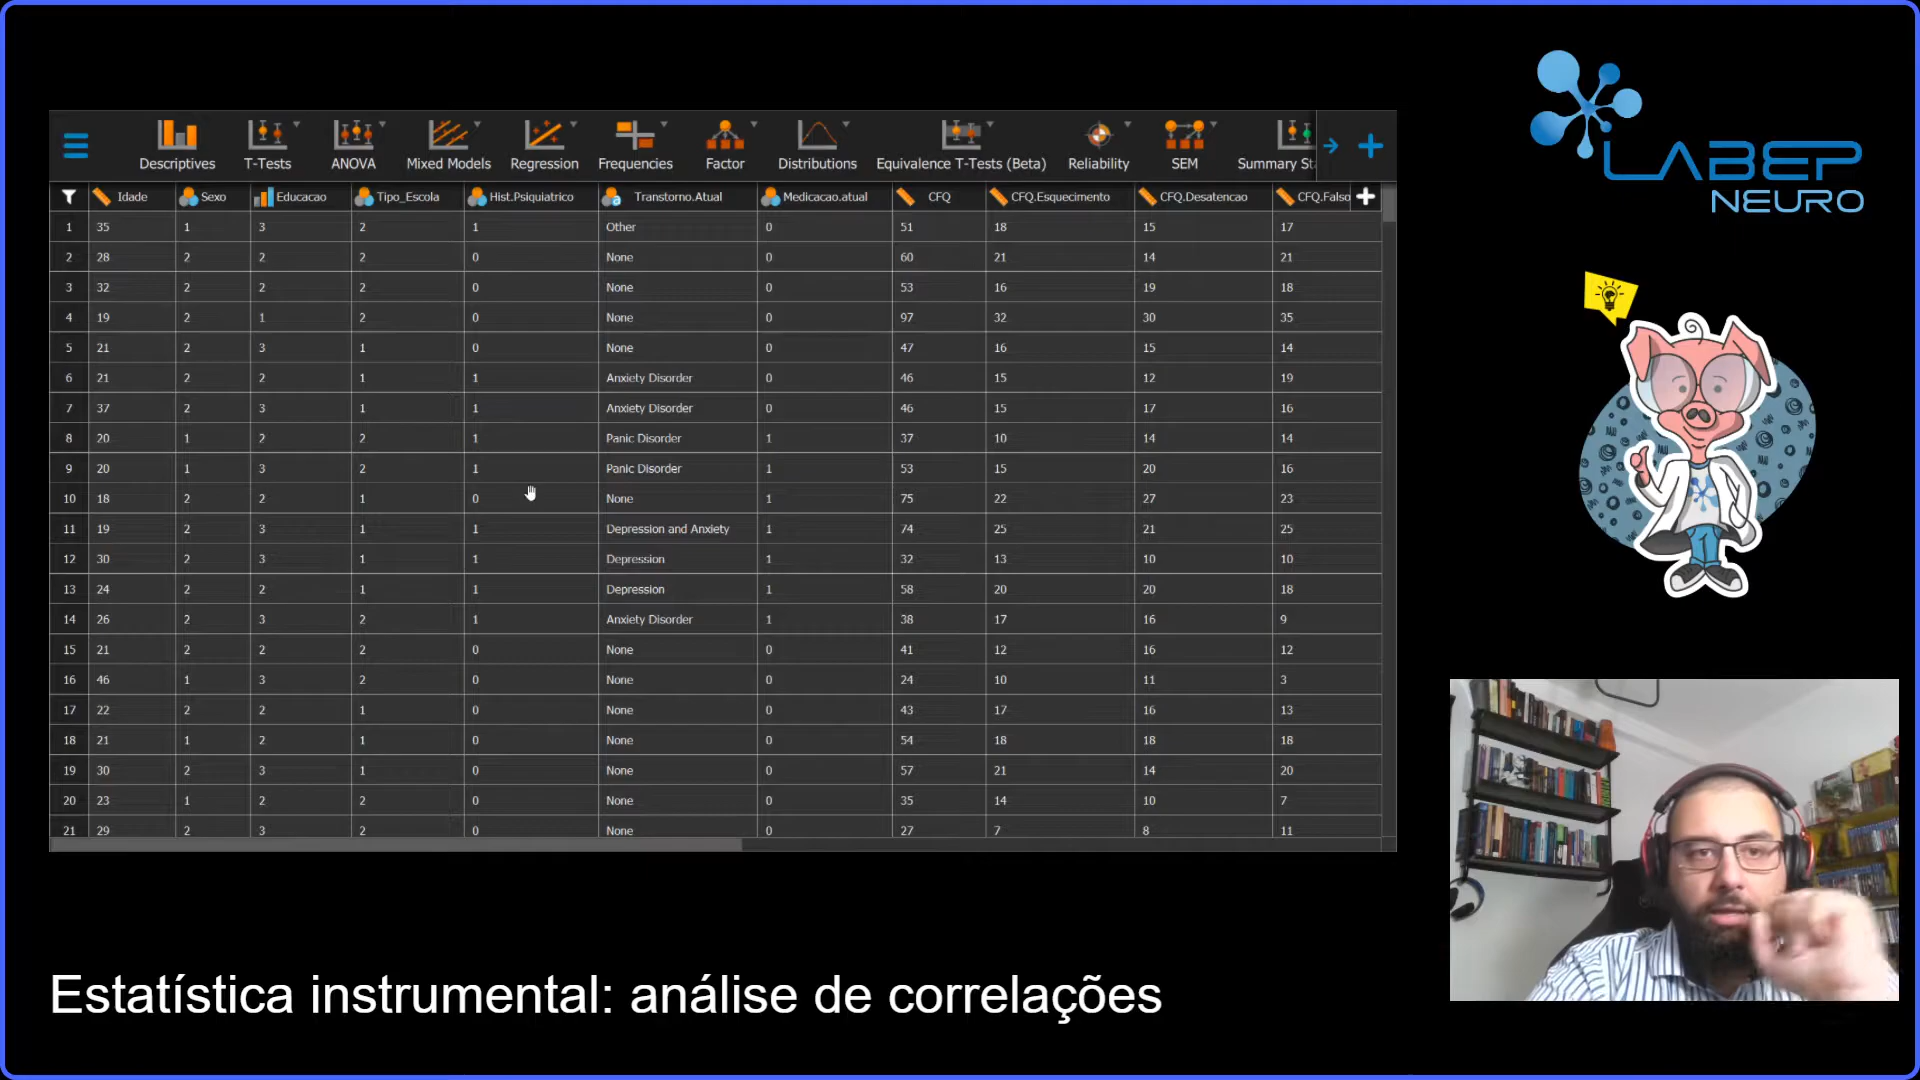 LABEP
NEURO
Descriptives T-Tests ANOVA Mixed Models Regression Frequencies Factor Distributions Equivalence T-Tests (Beta) Reliability SEM Summary St
Idade Sexo Educacao Tipo_Escola Hist.Psiquiatrico Transtorno.Atual Medicacao.atual CFQ CFQ.Esquecimento CFQ.Desatencao CFQ.Falso
1 35 1 3 2 1 Other 0 51 18 15 17
2 28 2 2 2 0 None 0 60 21 14 21
3 32 2 2 2 0 None 0 53 16 19 18
4 19 2 1 2 0 None 0 97 32 30 35
5 21 2 3 1 0 None 0 47 16 15 14
6 21 2 2 1 1 Anxiety Disorder 0 46 15 12 19
7 37 2 3 1 1 Anxiety Disorder 0 46 15 17 16
8 20 1 2 2 1 Panic Disorder 1 37 10 14 14
9 20 1 3 2 1 Panic Disorder 1 53 15 20 16
10 18 2 2 1 0 None 1 75 22 27 23
11 19 2 3 1 1 Depression and Anxiety 1 74 25 21 25
12 30 2 3 1 1 Depression 1 32 13 10 10
13 24 2 2 1 1 Depression 1 58 20 20 18
14 26 2 3 2 1 Anxiety Disorder 1 38 17 16 9
15 21 2 2 2 0 None 0 41 12 16 12
16 46 1 3 2 0 None 0 24 10 11 3
17 22 2 2 1 0 None 0 43 17 16 13
18 21 1 2 1 0 None 0 54 18 18 18
19 30 2 3 1 0 None 0 57 21 14 20
20 23 1 2 2 0 None 0 35 14 10 7
21 29 2 3 2 0 None 0 27 7 8 11
Estatística instrumental: análise de correlações